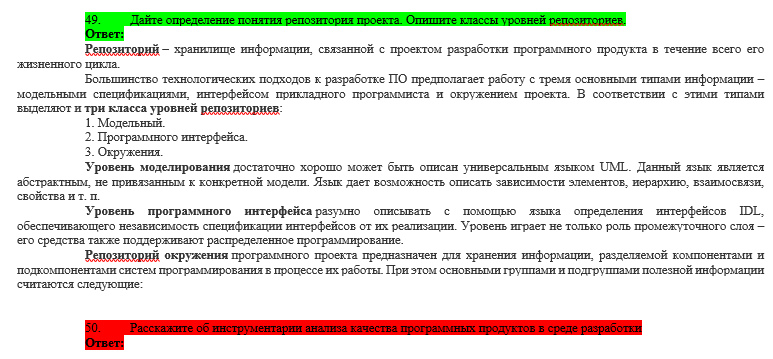 49. Дайте определение понятия репозитория проекта. Опишите классы уровней репозиториев.
Ответ:
Репозиторий – хранилище информации, связанной с проектом разработки программного продукта в течение всего его
жизненного цикла.
Большинство технологических подходов к разработке ПО предполагает работу с тремя основными типами информации –
модельными спецификациями, интерфейсом прикладного программиста и окружением проекта. В соответствии с этими типами
выделяют и три класса уровней репозиториев:
1. Модельный.
2. Программного интерфейса.
3. Окружения.
Уровень моделирования достаточно хорошо может быть описан универсальным языком UML. Данный язык является
абстрактным, не привязанным к конкретной модели. Язык дает возможность описать зависимости элементов, иерархию, взаимосвязи,
свойства и т. п.
Уровень программного интерфейса разумно описывать с помощью языка определения интерфейсов IDL,
обеспечивающего независимость спецификации интерфейсов от их реализации. Уровень играет не только роль промежуточного слоя –
его средства также поддерживают распределенное программирование.
Репозиторий окружения программного проекта предназначен для хранения информации, разделяемой компонентами и
подкомпонентами систем программирования в процессе их работы. При этом основными группами и подгруппами полезной информации
считаются следующие:
50. Расскажите об инструментарии анализа качества программных продуктов в среде разработки
Ответ: